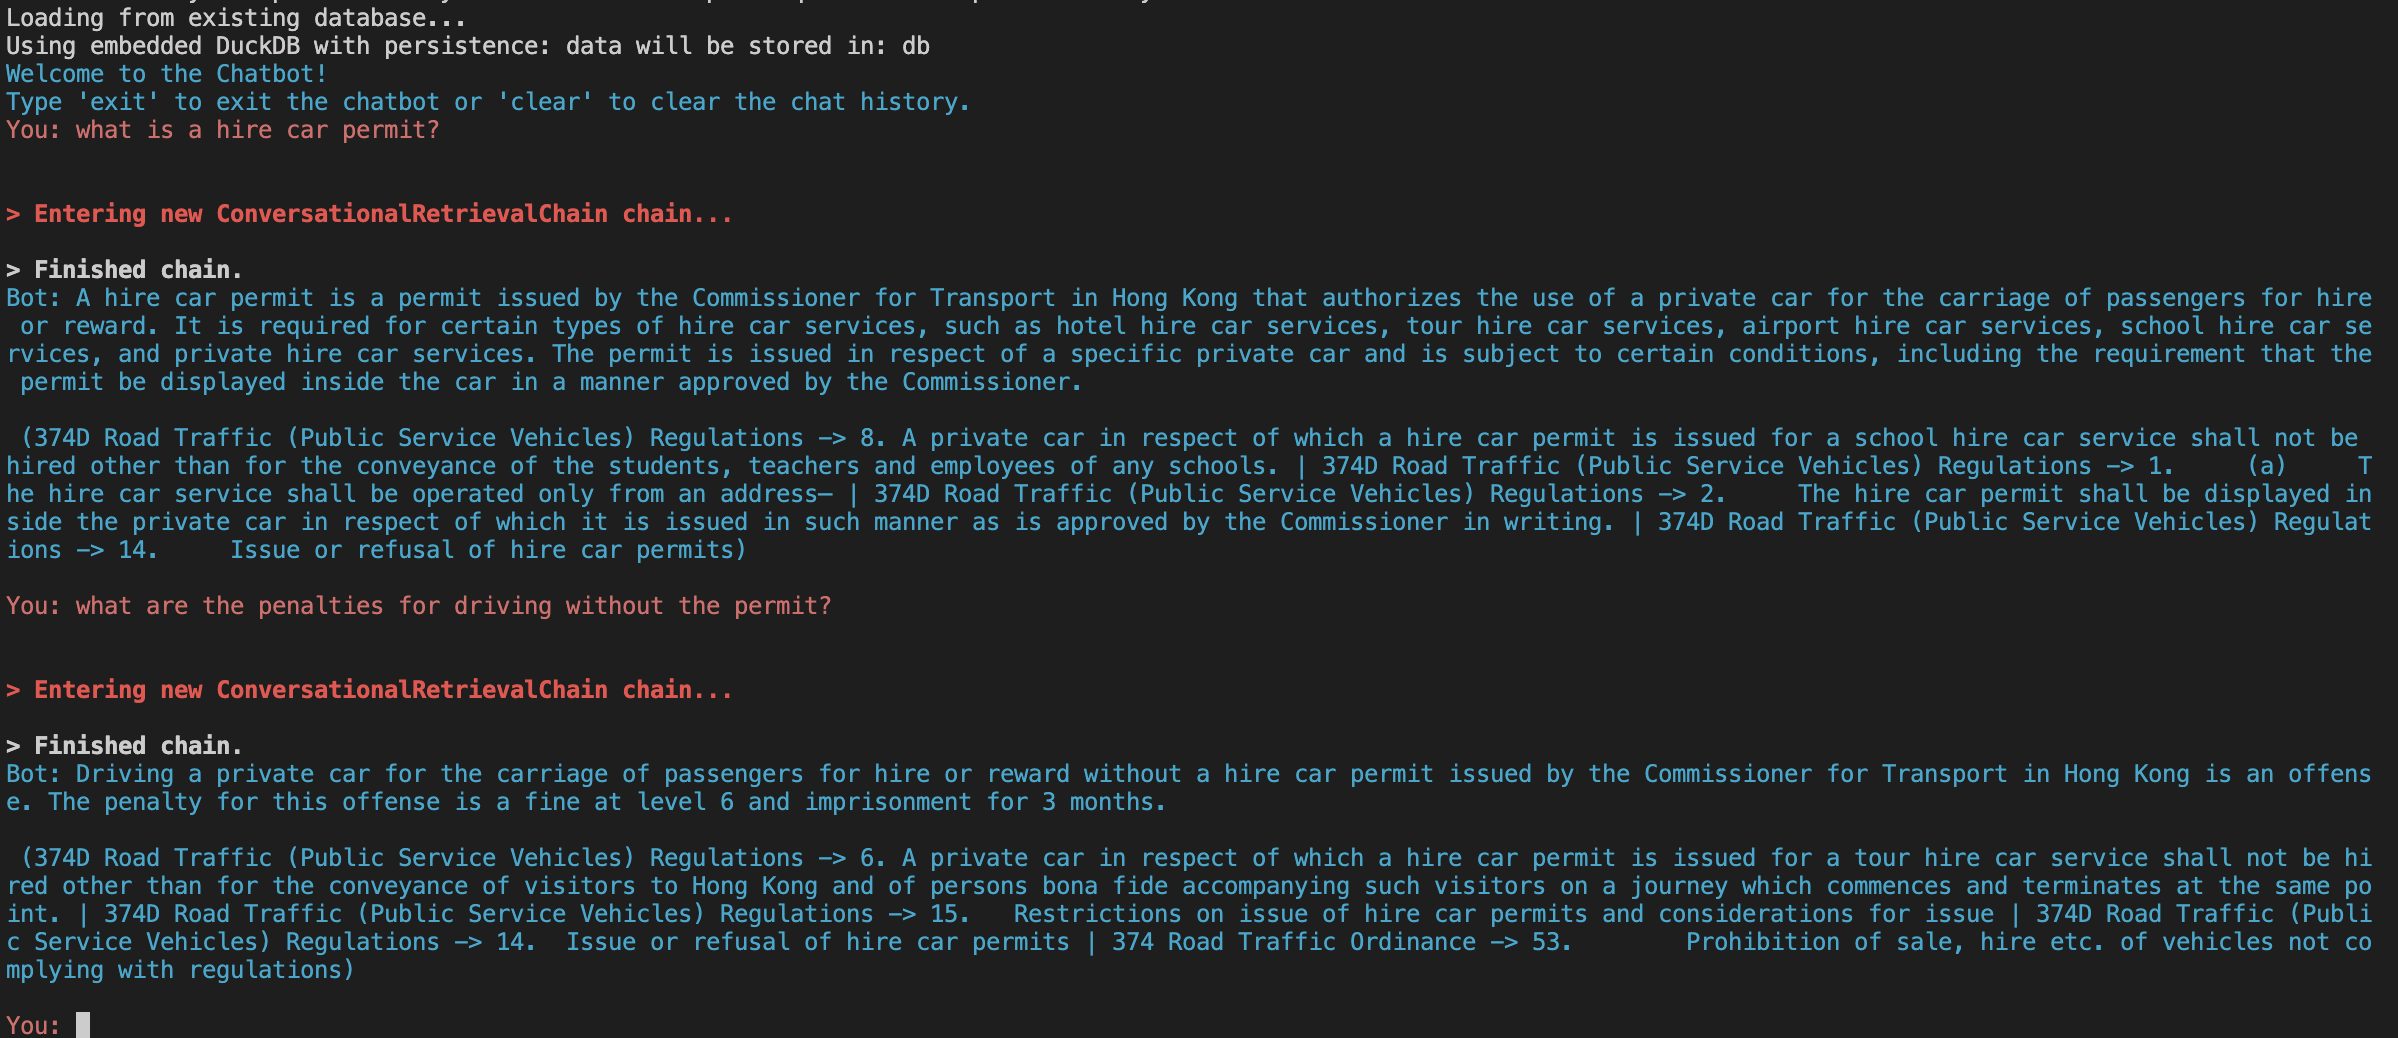 Loading from existing database...
Using embedded DuckDB with persistence: data will be stored in: db
Welcome to the Chatbot!
Type 'exit' to exit the chatbot or 'clear' to clear the chat history.
You: what is a hire car permit?
> Entering new ConversationalRetrievalChain chain...
> Finished chain.
Bot: A hire car permit is a permit issued by the Commissioner for Transport in Hong Kong that authorizes the use of a private car for the carriage of passengers for hire
 or reward. It is required for certain types of hire car services, such as hotel hire car services, tour hire car services, airport hire car services, school hire car se
rvices, and private hire car services. The permit is issued in respect of a specific private car and is subject to certain conditions, including the requirement that the
 permit be displayed inside the car in a manner approved by the Commissioner.
 (374D Road Traffic (Public Service Vehicles) Regulations -> 8. A private car in respect of which a hire car permit is issued for a school hire car service shall not be
hired other than for the conveyance of the students, teachers and employees of any schools. | 374D Road Traffic (Public Service Vehicles) Regulations -> 1.     (a)     T
he hire car service shall be operated only from an address— | 374D Road Traffic (Public Service Vehicles) Regulations -> 2.     The hire car permit shall be displayed in
side the private car in respect of which it is issued in such manner as is approved by the Commissioner in writing. | 374D Road Traffic (Public Service Vehicles) Regulat
ions -> 14.     Issue or refusal of hire car permits)
You: what are the penalties for driving without the permit?
> Entering new ConversationalRetrievalChain chain...
> Finished chain.
Bot: Driving a private car for the carriage of passengers for hire or reward without a hire car permit issued by the Commissioner for Transport in Hong Kong is an offens
e. The penalty for this offense is a fine at level 6 and imprisonment for 3 months.
 (374D Road Traffic (Public Service Vehicles) Regulations -> 6. A private car in respect of which a hire car permit is issued for a tour hire car service shall not be hi
red other than for the conveyance of visitors to Hong Kong and of persons bona fide accompanying such visitors on a journey which commences and terminates at the same po
int. | 374D Road Traffic (Public Service Vehicles) Regulations -> 15.   Restrictions on issue of hire car permits and considerations for issue | 374D Road Traffic (Publi
c Service Vehicles) Regulations -> 14.  Issue or refusal of hire car permits | 374 Road Traffic Ordinance -> 53.        Prohibition of sale, hire etc. of vehicles not co
mplying with regulations)
You: